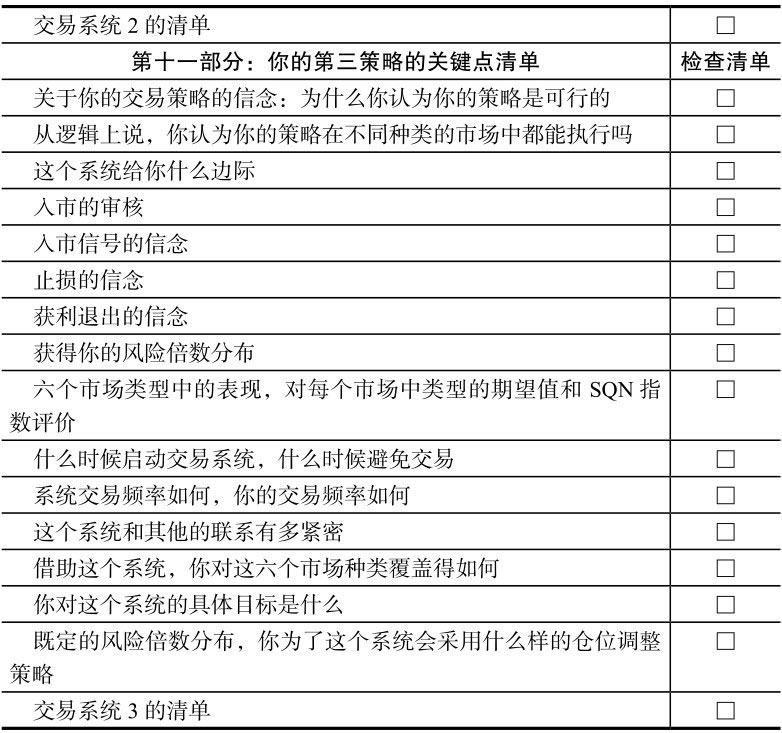 交易系统 2 的清单 □
第十一部分：你的第三策略的关键点清单 检查清单
关于你的交易策略的信念：为什么你认为你的策略是可行的 □
从逻辑上说，你认为你的策略在不同种类的市场中都能执行吗 □
这个系统给你什么边际 □
入市的审核 □
入市信号的信念 □
止损的信念 □
获利退出的信念 □
获得你的风险倍数分布 □
六个市场类型中的表现，对每个市场中类型的期望值和 SQN 指 □
数评价
什么时候启动交易系统，什么时候避免交易 □
系统交易频率如何，你的交易频率如何 □
这个系统和其他的联系有多紧密 □
借助这个系统，你对这六个市场种类覆盖得如何 □
你对这个系统的具体目标是什么 □
既定的风险倍数分布，你为了这个系统会采用什么样的仓位调整 □
策略
交易系统 3 的清单 □